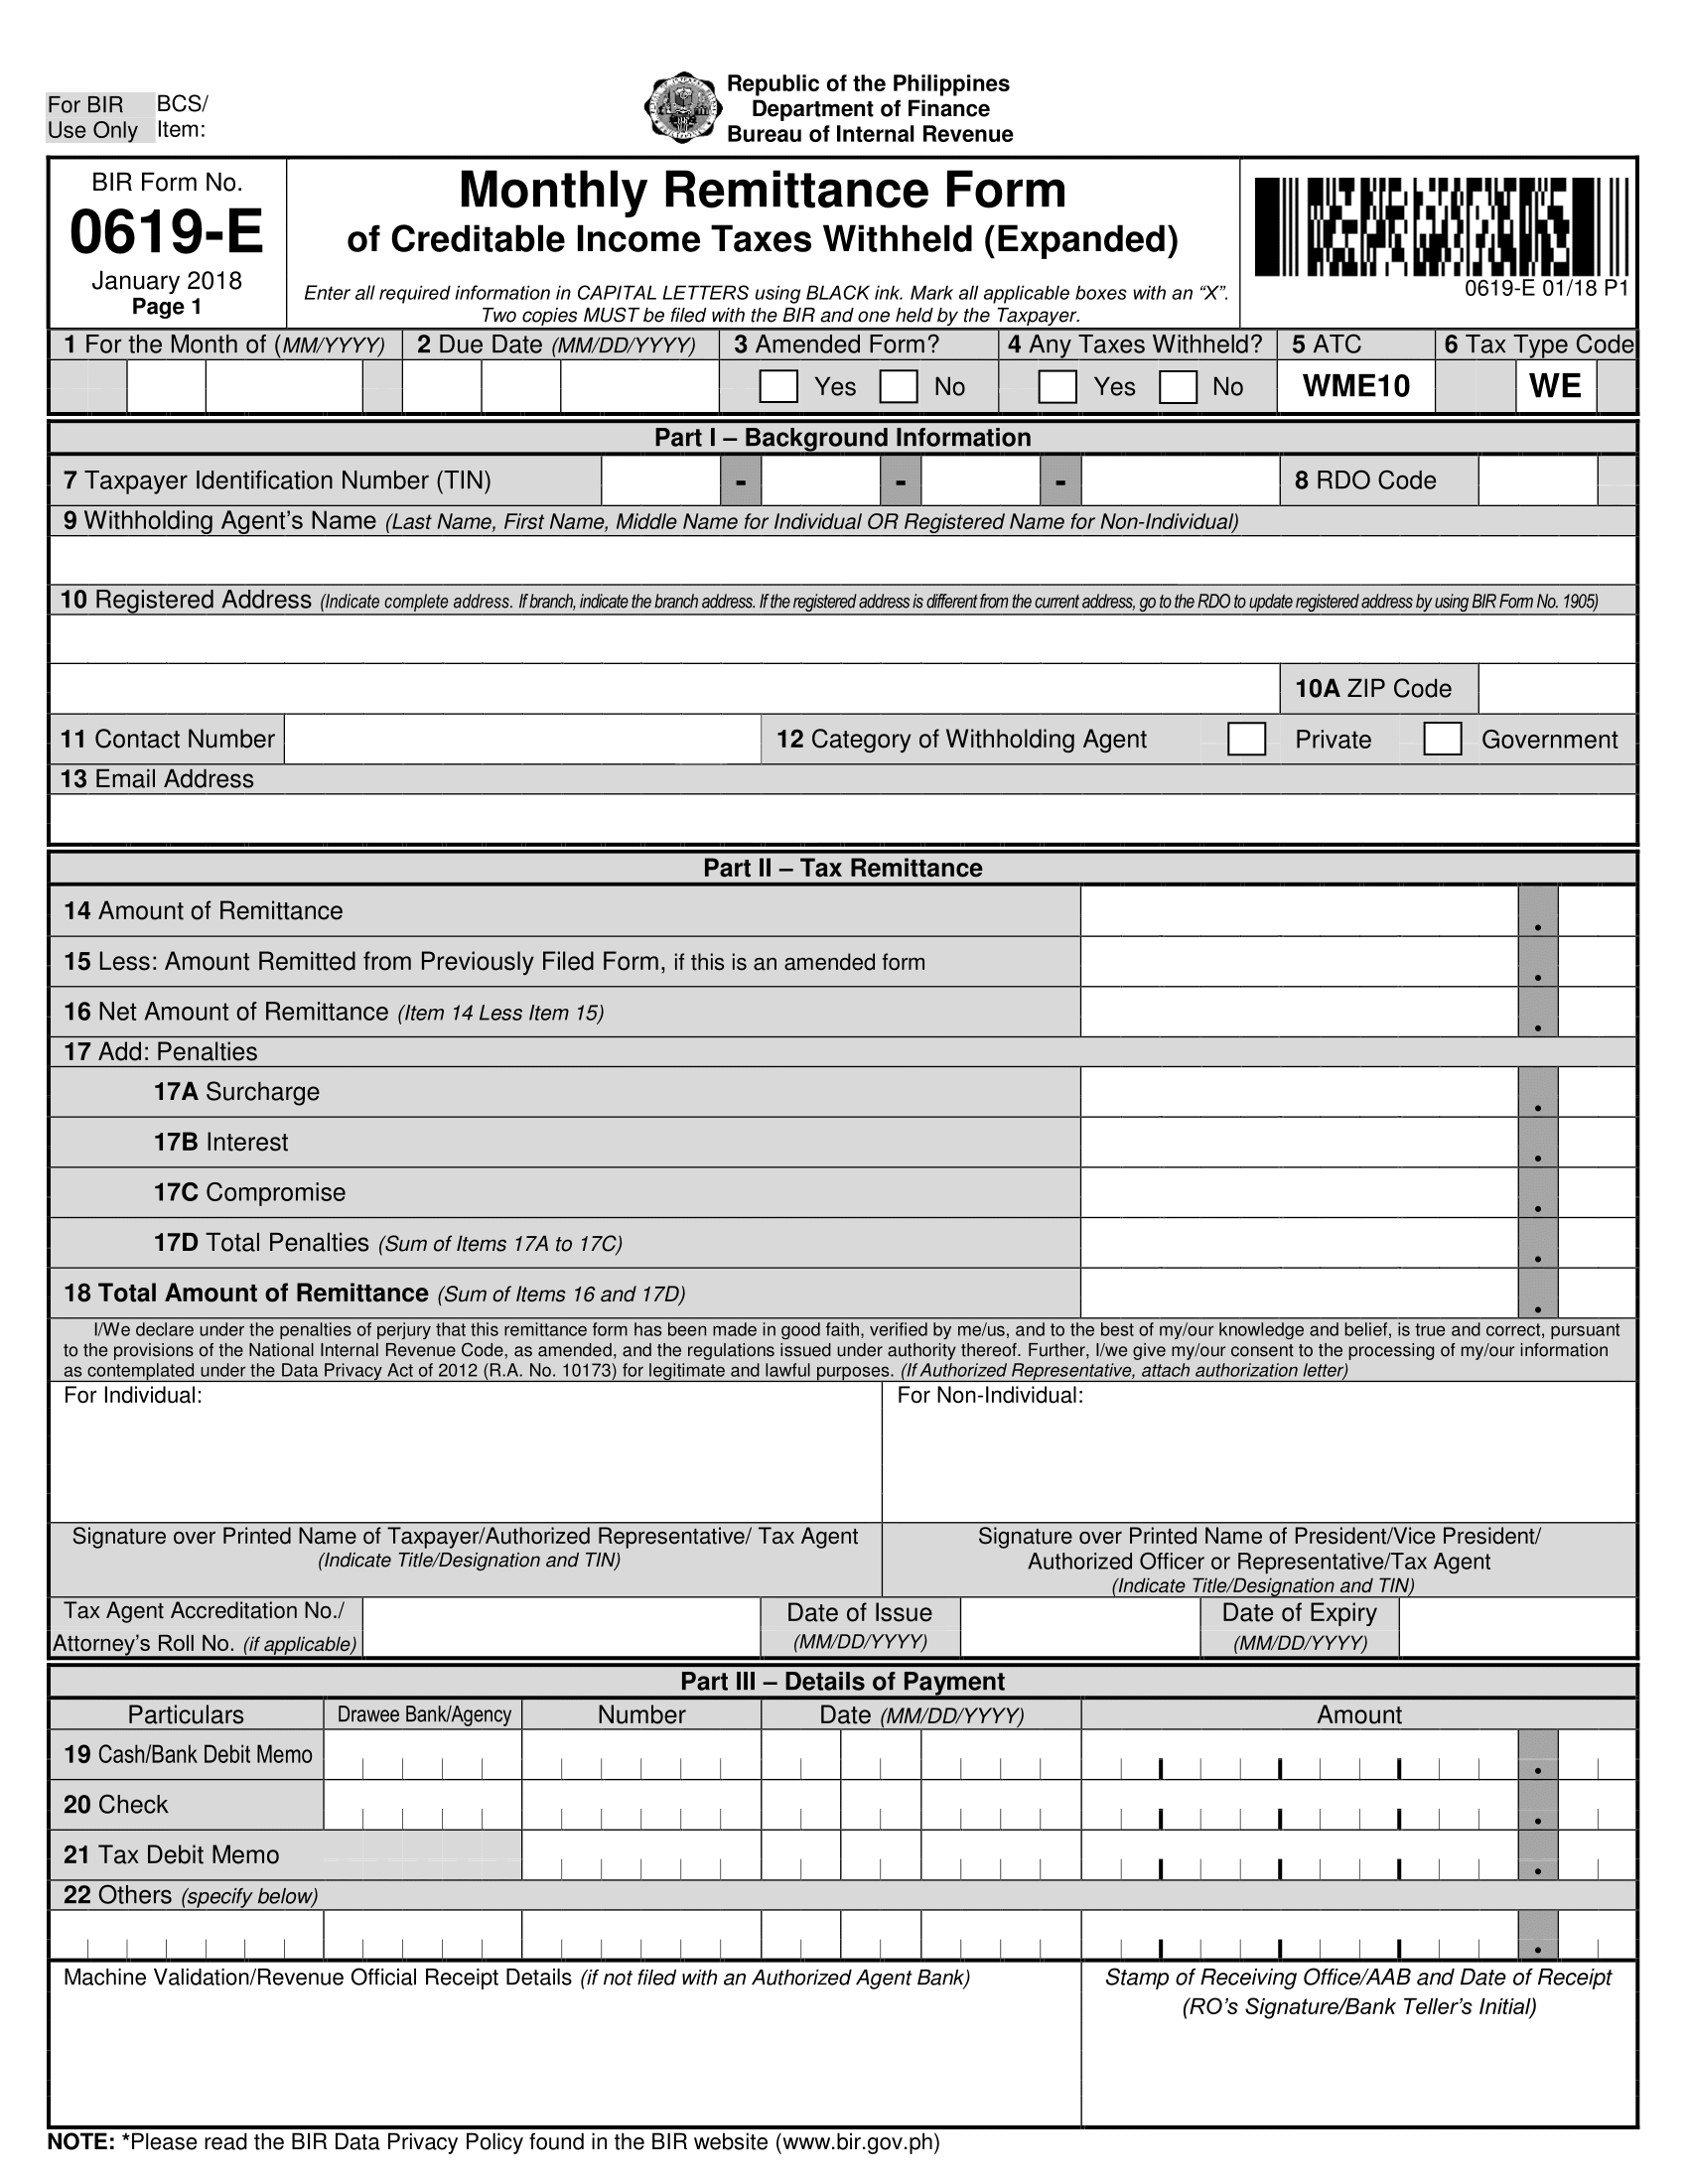 For BIR
Use Only
BCS/
Item:
Republic of the Philippines
Department of Finance
Bureau of Internal Revenue
BIR Form No.
0619-E
January 2018
Page 1
Monthly Remittance Form
of Creditable Income Taxes Withheld (Expanded)
Enter all required information in CAPITAL LETTERS using BLACK ink. Mark all applicable boxes with an “X”.
Two copies MUST be filed with the BIR and one held by the Taxpayer.
0619-E 01/18 P1
1 For the Month of (MM/YYYY)
2 Due Date (MM/DD/YYYY)
3 Amended Form?
4 Any Taxes Withheld?
5 ATC
6 Tax Type Code
Yes No
Yes No
WME10
WE
Part I – Background Information
7 Taxpayer Identification Number (TIN) - - -
8 RDO Code
9 Withholding Agent’s Name (Last Name, First Name, Middle Name for Individual OR Registered Name for Non-Individual)
10 Registered Address (Indicate complete address. If branch, indicate the branch address. If the registered address is different from the current address, go to the RDO to update registered address by using BIR Form No. 1905)
10A ZIP Code
11 Contact Number
12 Category of Withholding Agent Private Government
13 Email Address
Part II – Tax Remittance
14 Amount of Remittance .
15 Less: Amount Remitted from Previously Filed Form, if this is an amended form .
16 Net Amount of Remittance (Item 14 Less Item 15) .
17 Add: Penalties
17A Surcharge .
17B Interest .
17C Compromise .
17D Total Penalties (Sum of Items 17A to 17C) .
18 Total Amount of Remittance (Sum of Items 16 and 17D) .
I/We declare under the penalties of perjury that this remittance form has been made in good faith, verified by me/us, and to the best of my/our knowledge and belief, is true and correct, pursuant
to the provisions of the National Internal Revenue Code, as amended, and the regulations issued under authority thereof. Further, I/we give my/our consent to the processing of my/our information
as contemplated under the Data Privacy Act of 2012 (R.A. No. 10173) for legitimate and lawful purposes. (If Authorized Representative, attach authorization letter)
For Individual:
For Non-Individual:
Signature over Printed Name of Taxpayer/Authorized Representative/ Tax Agent
(Indicate Title/Designation and TIN)
Signature over Printed Name of President/Vice President/
Authorized Officer or Representative/Tax Agent
(Indicate Title/Designation and TIN)
Tax Agent Accreditation No./
Attorney’s Roll No. (if applicable)
Date of Issue
(MM/DD/YYYY)
Date of Expiry
(MM/DD/YYYY)
Part III – Details of Payment
Particulars Drawee Bank/Agency Number Date (MM/DD/YYYY) Amount
19 Cash/Bank Debit Memo .
20 Check .
21 Tax Debit Memo .
22 Others (specify below)
.
Machine Validation/Revenue Official Receipt Details (if not filed with an Authorized Agent Bank)
Stamp of Receiving Office/AAB and Date of Receipt
(RO’s Signature/Bank Teller’s Initial)
NOTE: *Please read the BIR Data Privacy Policy found in the BIR website (www.bir.gov.ph)